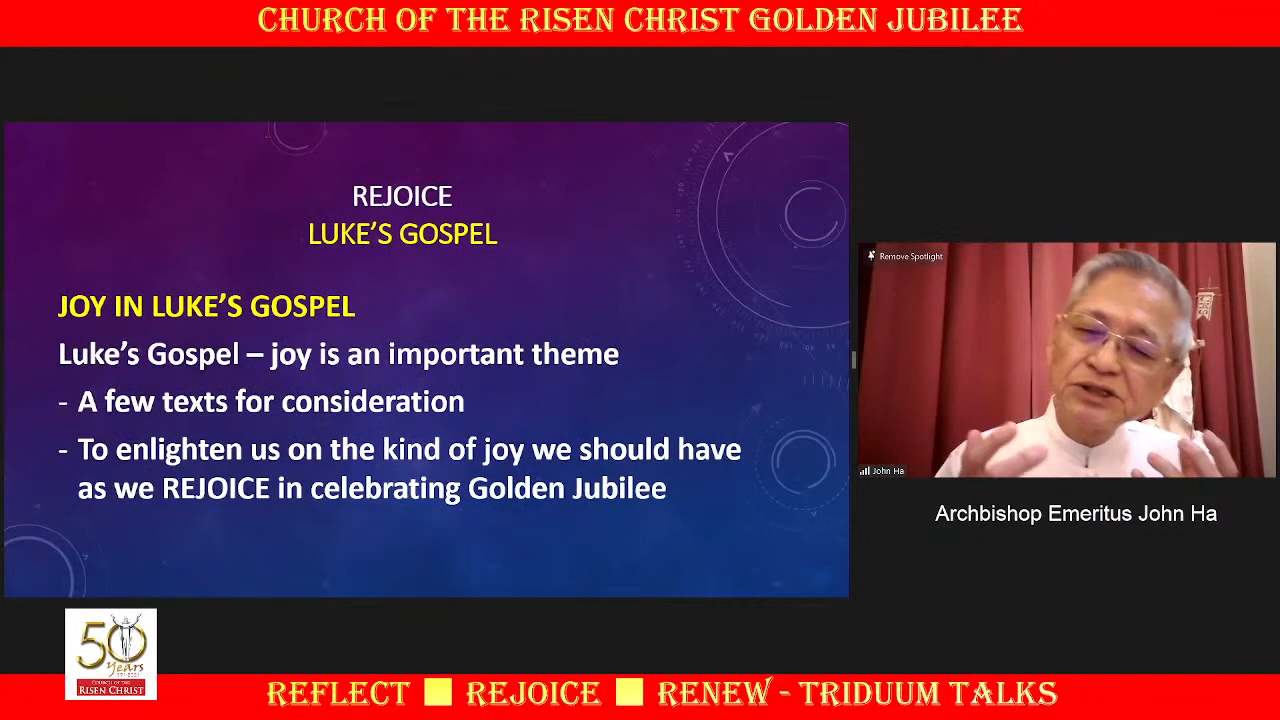 CHURCH OF THE RISEN CHRIST GOLDEN JUBILEE
REJOICE
LUKE'S GOSPEL
JOY IN LUKE'S GOSPEL
Luke's Gospel – joy is an important theme
- A few texts for consideration
- To enlighten us on the kind of joy we should have
as we REJOICE in celebrating Golden Jubilee
Remove Spotlight
John Ha
Archbishop Emeritus John Ha
50
Years
CHURCH OF THE
RISEN CHRIST
REFLECT ■ REJOICE ■ RENEW - TRIDUUM TALKS